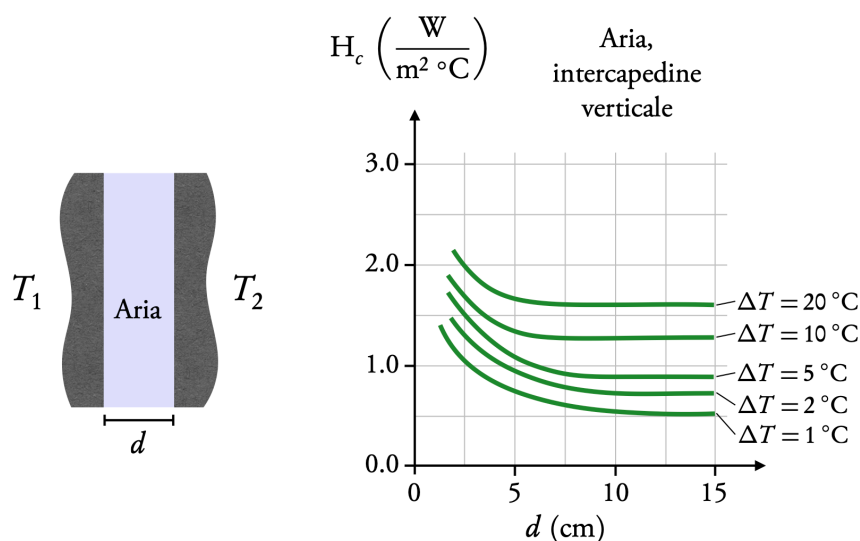 T₁
Aria
T₂
d
H_c (W / m² °C)
Aria,
intercapedine
verticale
3.0
2.0
1.0
0.0
0
5
10
15
d (cm)
ΔT = 20 °C
ΔT = 10 °C
ΔT = 5 °C
ΔT = 2 °C
ΔT = 1 °C